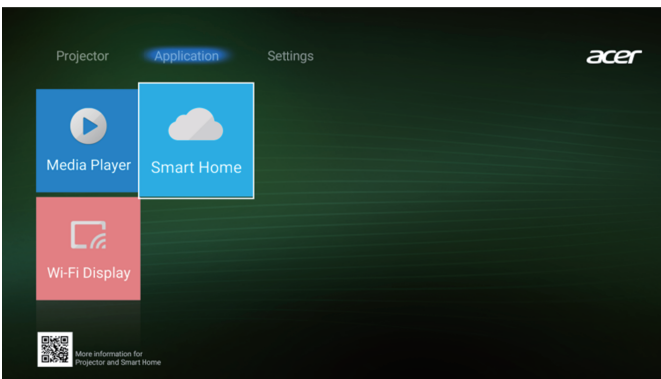 Projector
Application
Settings
acer
Media Player
Smart Home
Wi-Fi Display
More information for
Projector and Smart Home